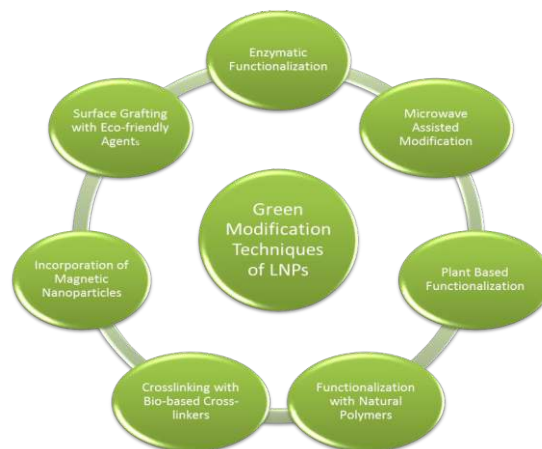 Enzymatic
Functionalization
Microwave
Assisted
Modification
Plant Based
Functionalization
Functionalization
with Natural
Polymers
Crosslinking with
Bio-based Cross-
linkers
Incorporation of
Magnetic
Nanoparticles
Surface Grafting
with Eco-friendly
Agents
Green
Modification
Techniques
of LNPs